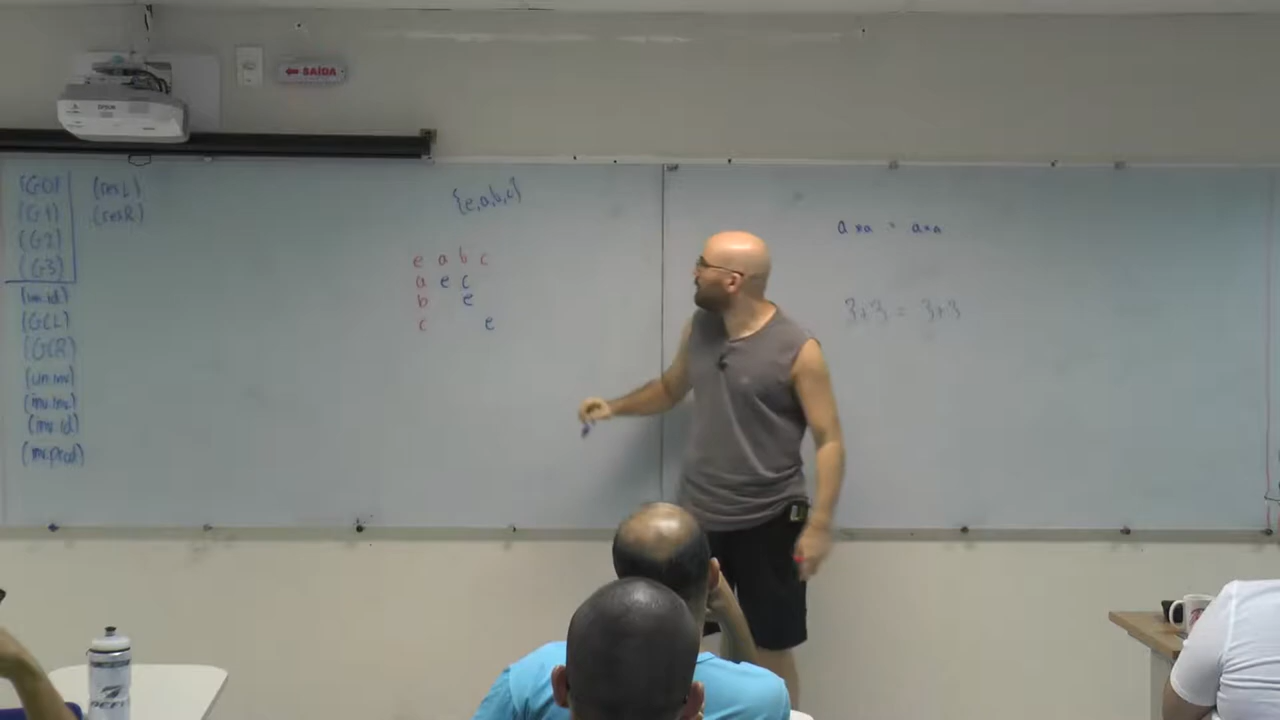 SAÍDA
EPSON
(G0)
(G1)
(G2)
(G3)
(un.id)
(GCL)
(GCR)
(un.inv)
(inv.inv)
(inv.id)
(inv.prod)
(resL)
(resR)
{e,a,b,c}
e a b c
a e c
b e
c e
a * a = a * a
3+3 = 3+3